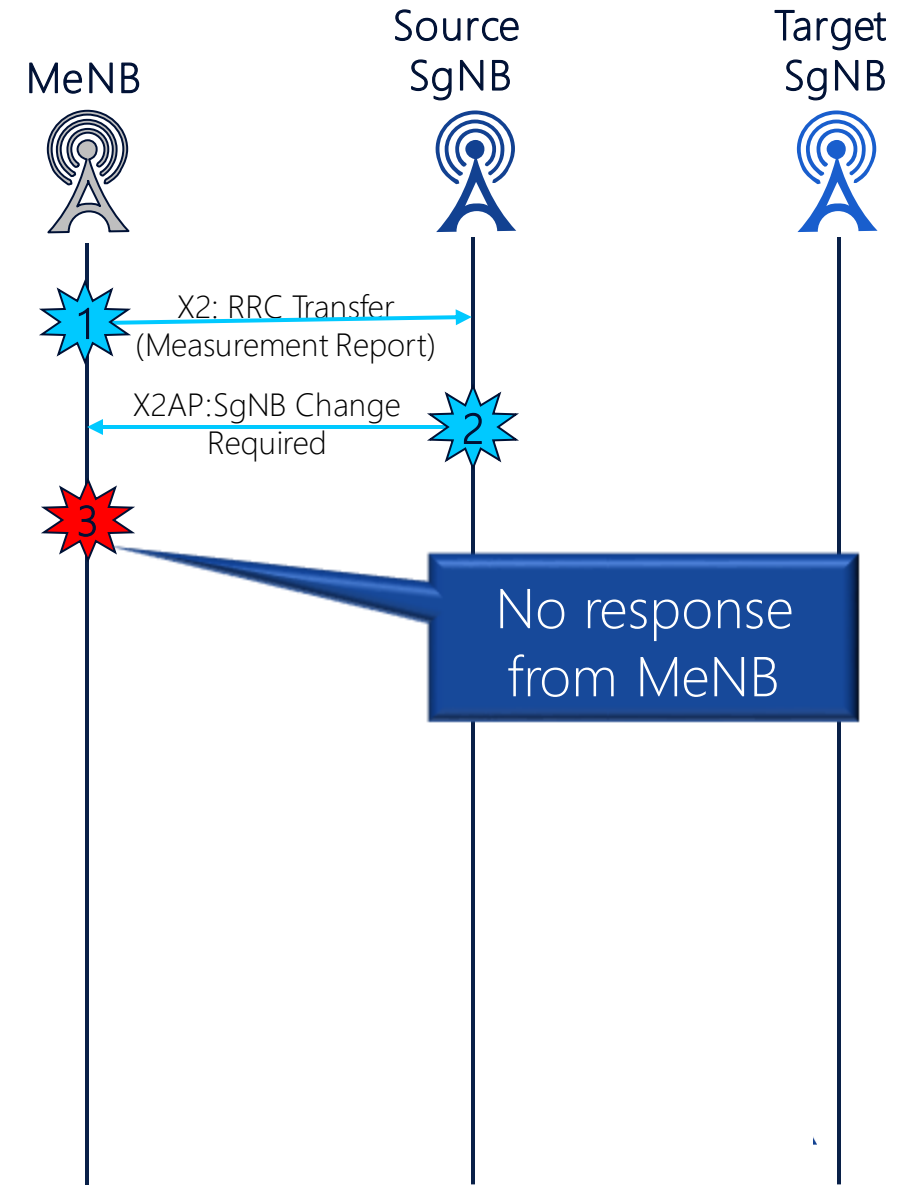 Source
SgNB
Target
SgNB
MeNB
1
X2: RRC Transfer
(Measurement Report)
X2AP:SgNB Change
Required
2
3
No response
from MeNB